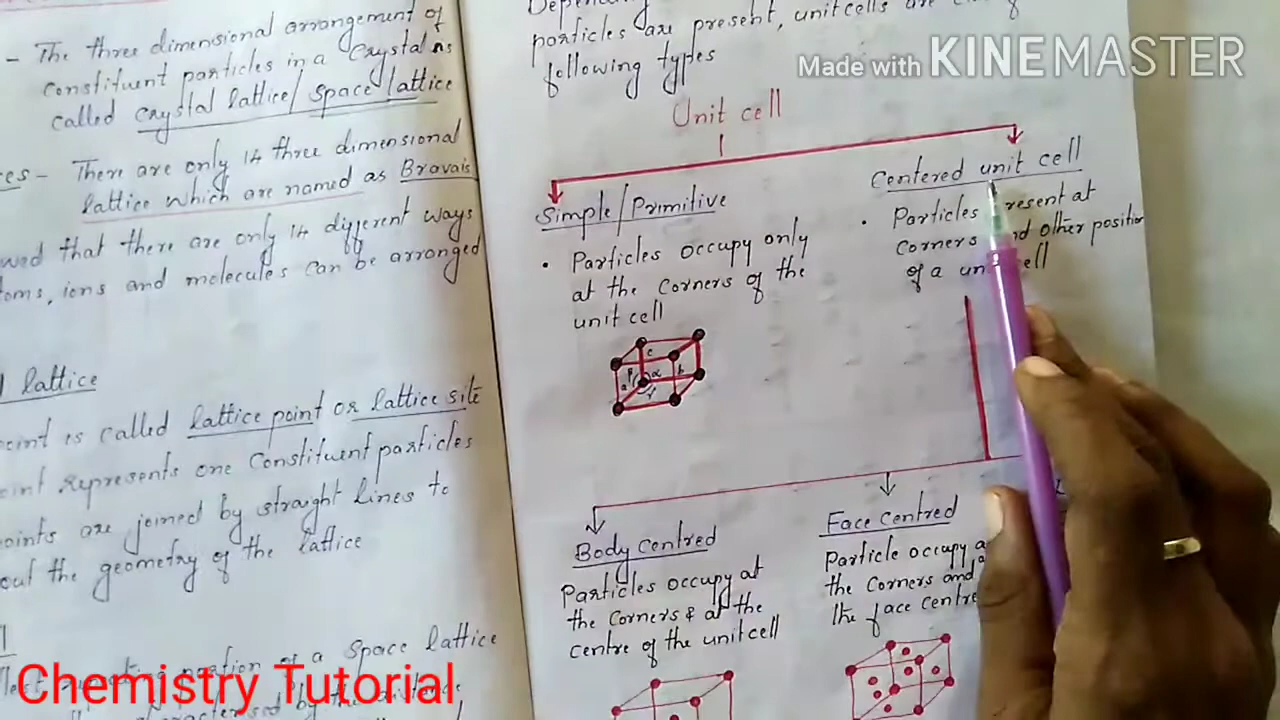 - The three dimensional arrangement of
constituent particles in a crystal is
called crystal lattice/space lattice
- There are only 14 three dimensional
lattice which are named as Bravais
that there are only 14 different ways
ions and molecules can be arranged
lattice
is called lattice point or lattice site
represents one constituent particles
are joined by straight lines to
out the geometry of the lattice
portion of a space lattice
by the
Chemistry Tutorial
particles are present, unit cells are
following types
Made with KINEMASTER
Unit cell
Simple/Primitive
• Particles occupy only
at the corners of the
unit cell
c
a
b
α
Centered unit cell
• Particles present at
corners and other position
of a unit cell
Body Centred
Particles occupy at
the corners & at the
centre of the unit cell
Face Centred
Particle occupy
the corners and
the face